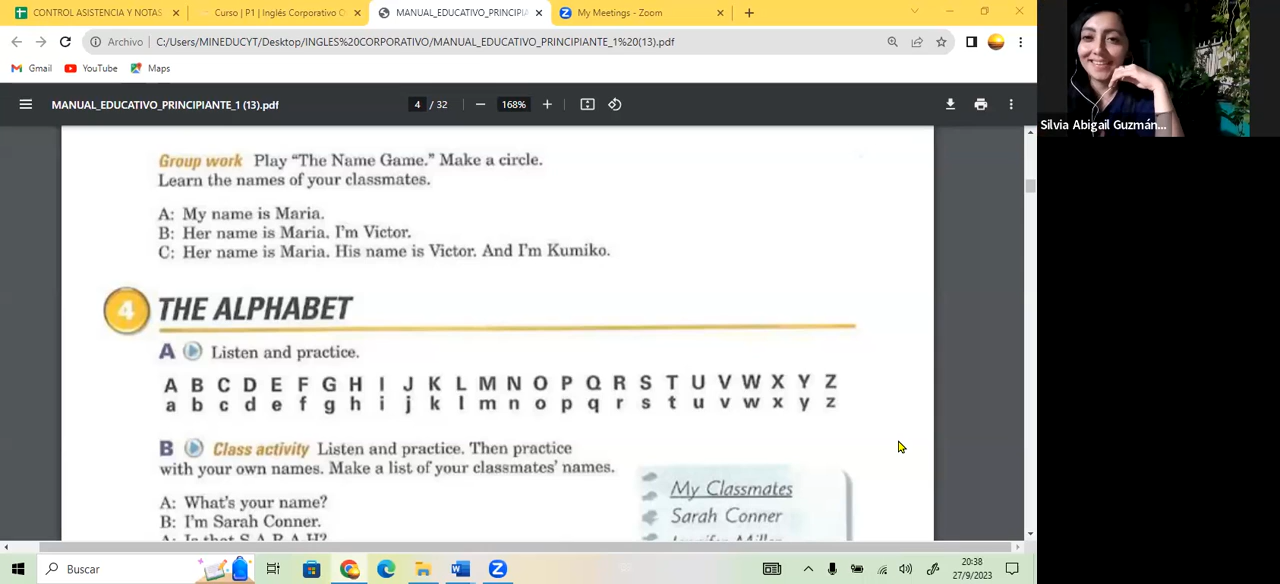 CONTROL ASISTENCIA Y NOTAS
Curso | P1 | Inglés Corporativo C
MANUAL_EDUCATIVO_PRINCIPIA
My Meetings - Zoom
Archivo
C:/Users/MINEDUCYT/Desktop/INGLES%20CORPORATIVO/MANUAL_EDUCATIVO_PRINCIPIANTE_1%20(13).pdf
Gmail
YouTube
Maps
MANUAL_EDUCATIVO_PRINCIPIANTE_1 (13).pdf
4 / 32
168%
Silvia Abigail Guzmán...
Group work Play “The Name Game.” Make a circle.
Learn the names of your classmates.
A: My name is Maria.
B: Her name is Maria. I'm Victor.
C: Her name is Maria. His name is Victor. And I'm Kumiko.
4 THE ALPHABET
A Listen and practice.
A B C D E F G H I J K L M N O P Q R S T U V W X Y Z
a b c d e f g h i j k l m n o p q r s t u v w x y z
B Class activity Listen and practice. Then practice
with your own names. Make a list of your classmates' names.
A: What's your name?
B: I'm Sarah Conner.
A: Is that S-A-R-A-H?
My Classmates
Sarah Conner
Jennifer Miller
Buscar
20:38
27/9/2023